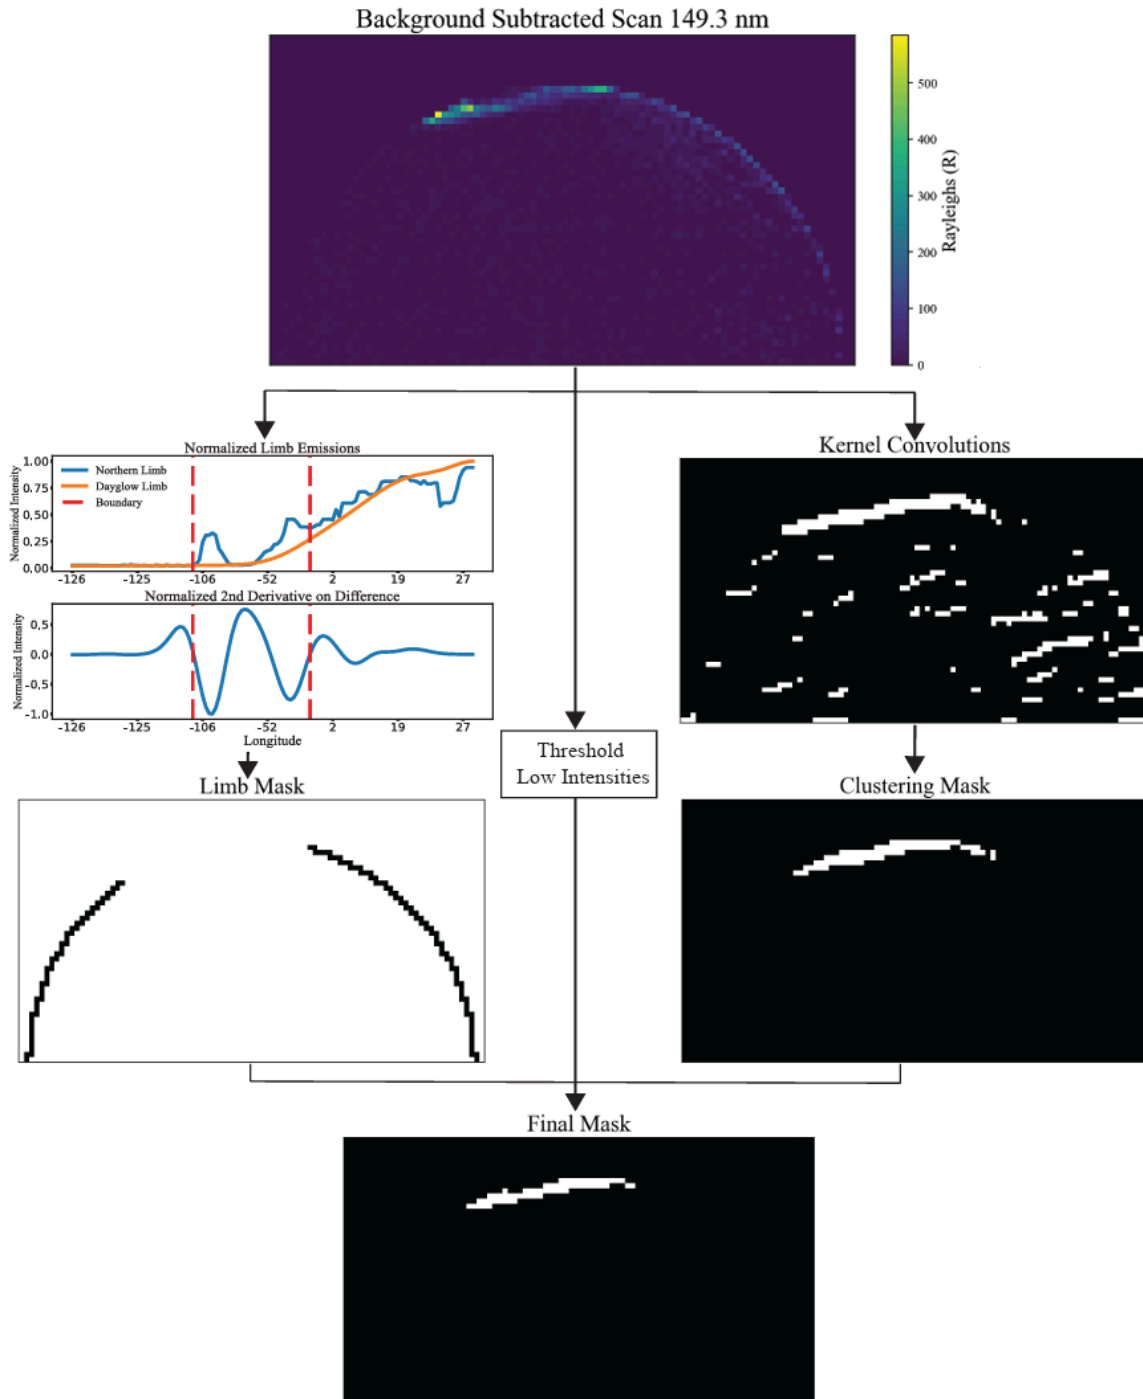 Background Subtracted Scan 149.3 nm
500
400
300
200
100
0
Rayleighs (R)
Normalized Limb Emissions
Normalized Intensity
1.00
0.75
0.50
0.25
0.00
Northern Limb
Dayglow Limb
Boundary
-126 -125 -106 -52 2 19 27
Normalized 2nd Derivative on Difference
Normalized Intensity
0.5
0.0
-0.5
-1.0
-126 -125 -106 -52 2 19 27
Longitude
Kernel Convolutions
Threshold
Low Intensities
Limb Mask
Clustering Mask
Final Mask